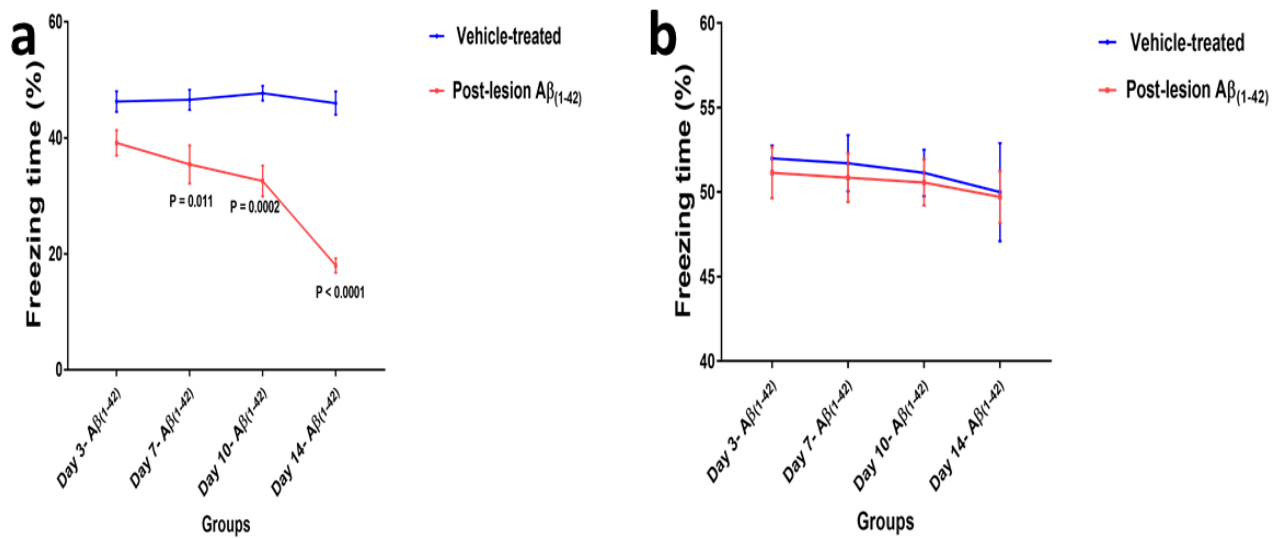 a
60
40
20
0
Freezing time (%)
Vehicle-treated
Post-lesion Aβ(1-42)
P = 0.011
P = 0.0002
P < 0.0001
Day 3- Aβ(1-42)
Day 7- Aβ(1-42)
Day 10- Aβ(1-42)
Day 14- Aβ(1-42)
Groups
b
60
55
50
45
40
Freezing time (%)
Vehicle-treated
Post-lesion Aβ(1-42)
Day 3- Aβ(1-42)
Day 7- Aβ(1-42)
Day 10- Aβ(1-42)
Day 14- Aβ(1-42)
Groups